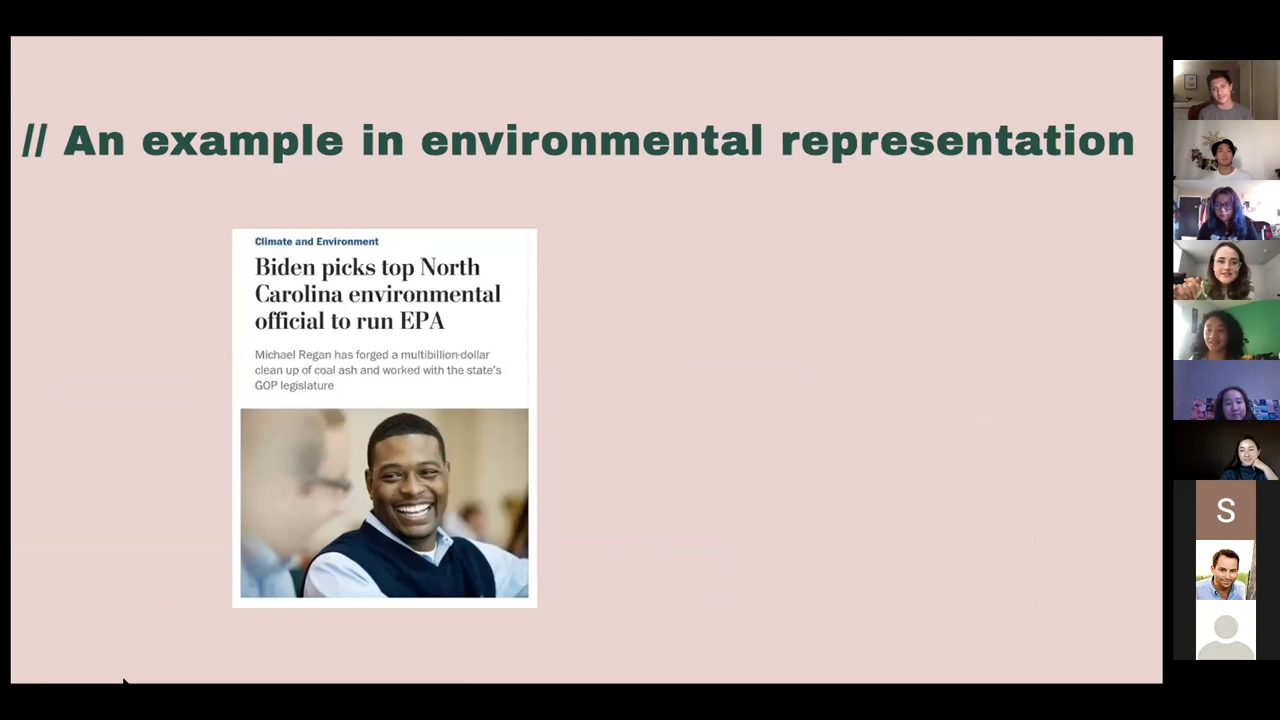 // An example in environmental representation
Climate and Environment
Biden picks top North
Carolina environmental
official to run EPA
Michael Regan has forged a multibillion-dollar
clean up of coal ash and worked with the state's
GOP legislature
S